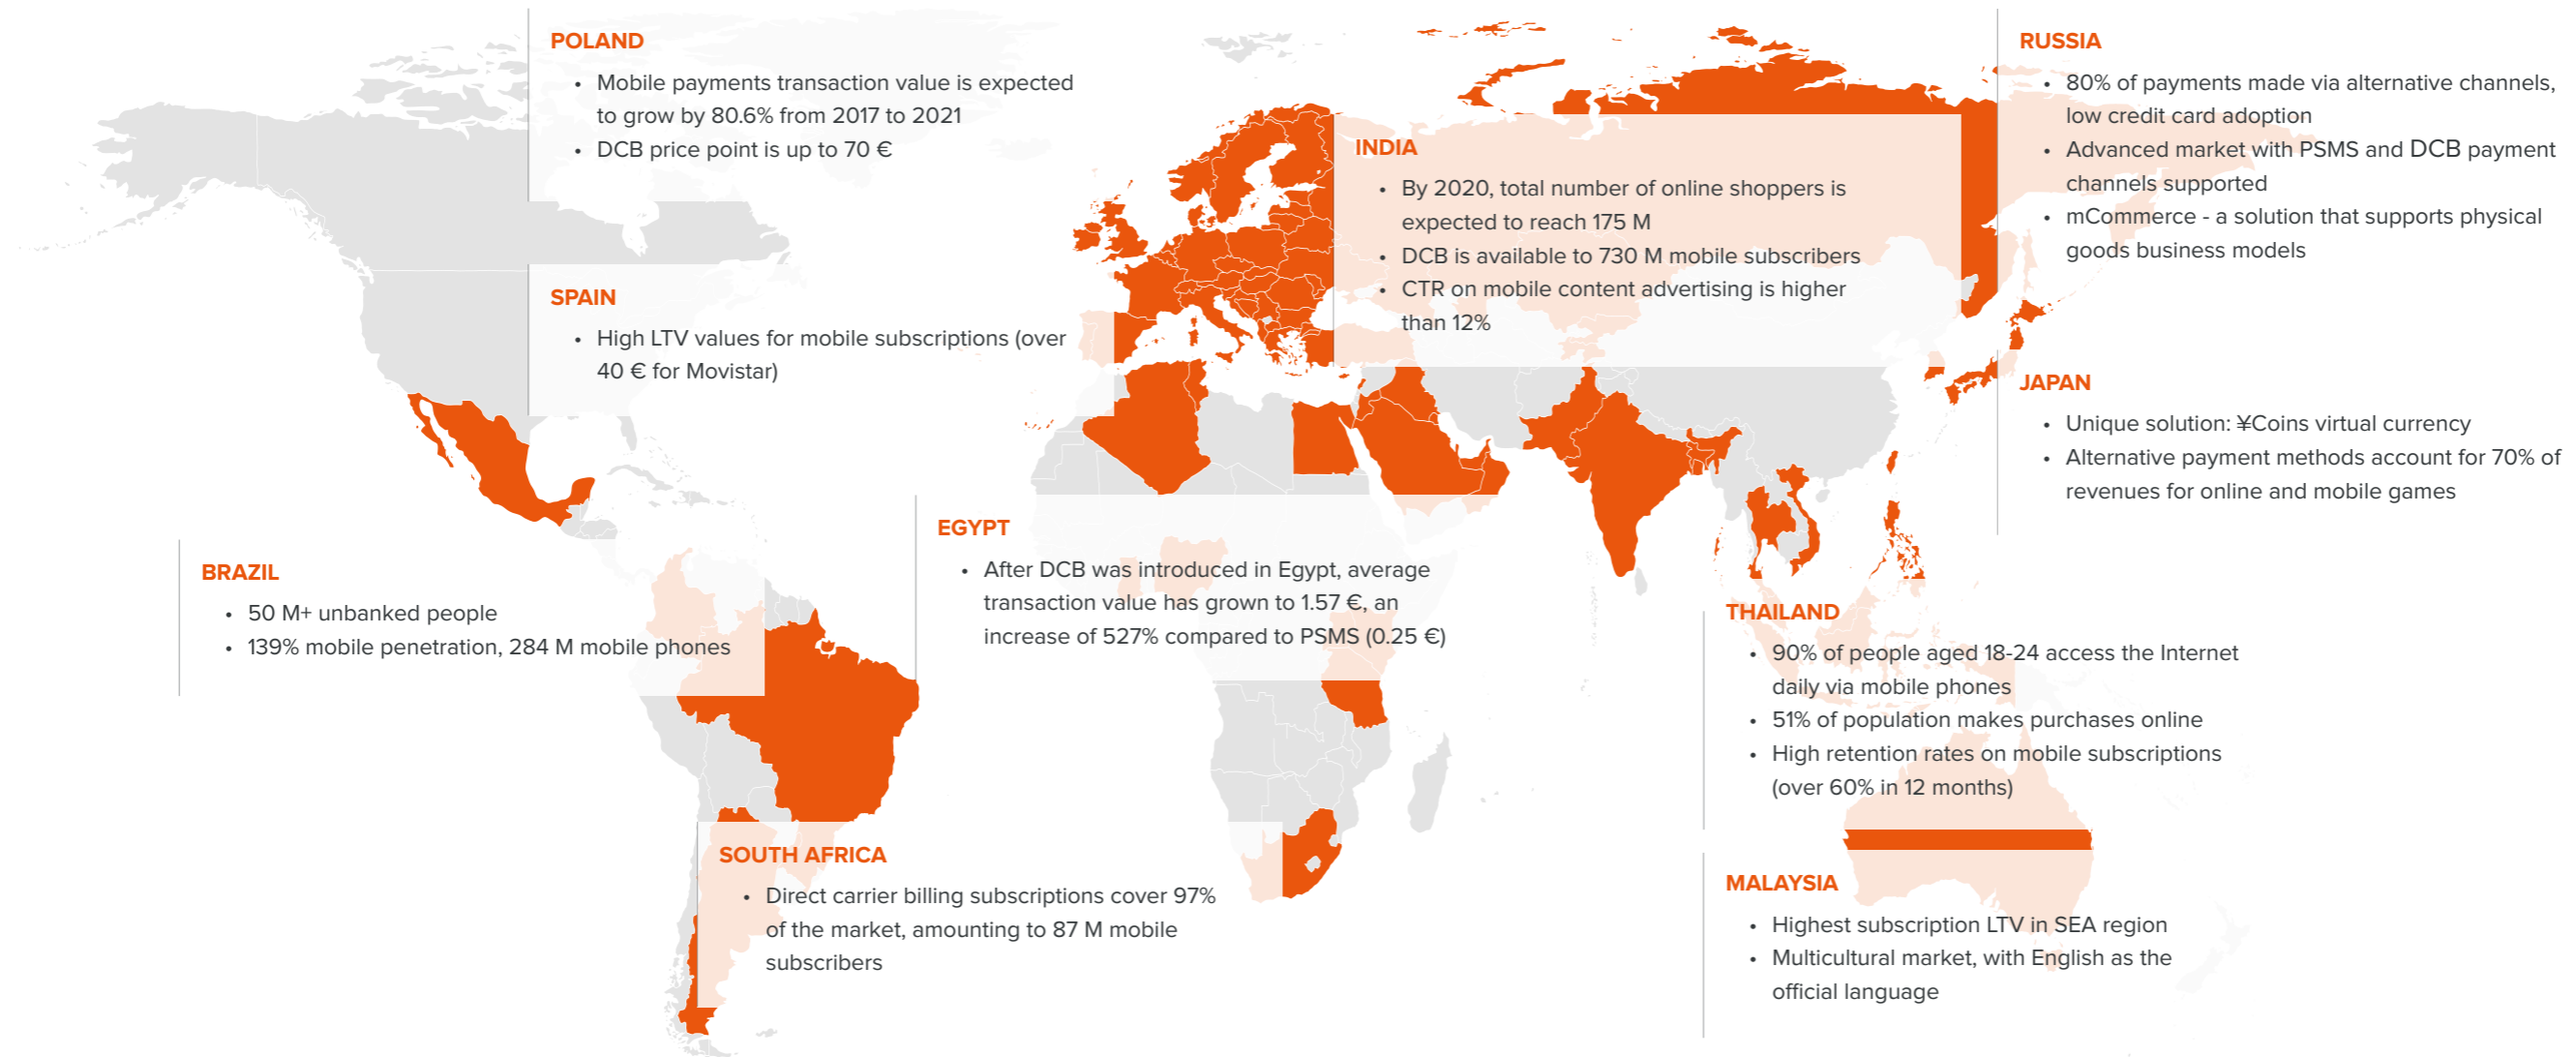 POLAND
• Mobile payments transaction value is expected
to grow by 80.6% from 2017 to 2021
• DCB price point is up to 70 €
SPAIN
• High LTV values for mobile subscriptions (over
40 € for Movistar)
BRAZIL
• 50 M+ unbanked people
• 139% mobile penetration, 284 M mobile phones
SOUTH AFRICA
• Direct carrier billing subscriptions cover 97%
of the market, amounting to 87 M mobile
subscribers
EGYPT
• After DCB was introduced in Egypt, average
transaction value has grown to 1.57 €, an
increase of 527% compared to PSMS (0.25 €)
INDIA
• By 2020, total number of online shoppers is
expected to reach 175 M
• DCB is available to 730 M mobile subscribers
• CTR on mobile content advertising is higher
than 12%
RUSSIA
• 80% of payments made via alternative channels,
low credit card adoption
• Advanced market with PSMS and DCB payment
channels supported
• mCommerce - a solution that supports physical
goods business models
JAPAN
• Unique solution: ¥Coins virtual currency
• Alternative payment methods account for 70% of
revenues for online and mobile games
THAILAND
• 90% of people aged 18-24 access the Internet
daily via mobile phones
• 51% of population makes purchases online
• High retention rates on mobile subscriptions
(over 60% in 12 months)
MALAYSIA
• Highest subscription LTV in SEA region
• Multicultural market, with English as the
official language